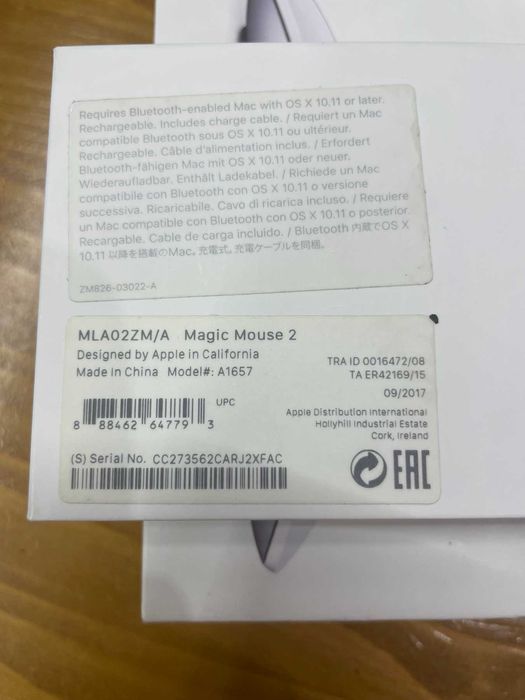 Requires Bluetooth-enabled Mac with OS X 10.11 or later.
Rechargeable. Includes charge cable. / Requiert un Mac
compatible Bluetooth sous OS X 10.11 ou ultérieur.
Rechargeable. Câble d'alimentation inclus. / Erfordert
Bluetooth-fähigen Mac mit OS X 10.11 oder neuer.
Wiederaufladbar. Enthält Ladekabel. / Richiede un Mac
compatibile con Bluetooth con OS X 10.11 o versione
successiva. Ricaricabile. Cavo di ricarica incluso. / Requiere
un Mac compatible con Bluetooth con OS X 10.11 o posterior.
Recargable. Cable de carga incluido. / Bluetooth 内蔵でOS X
10.11 以降を搭載のMac。充電式。充電ケーブルを同梱。
ZM826-03022-A
MLA02ZM/A Magic Mouse 2
Designed by Apple in California
Made in China Model#: A1657
TRA ID 0016472/08
TA ER42169/15
09/2017
UPC
8 88462 64779 3
Apple Distribution International
Hollyhill Industrial Estate
Cork, Ireland
(S) Serial No. CC273562CARJ2XFAC
EAC